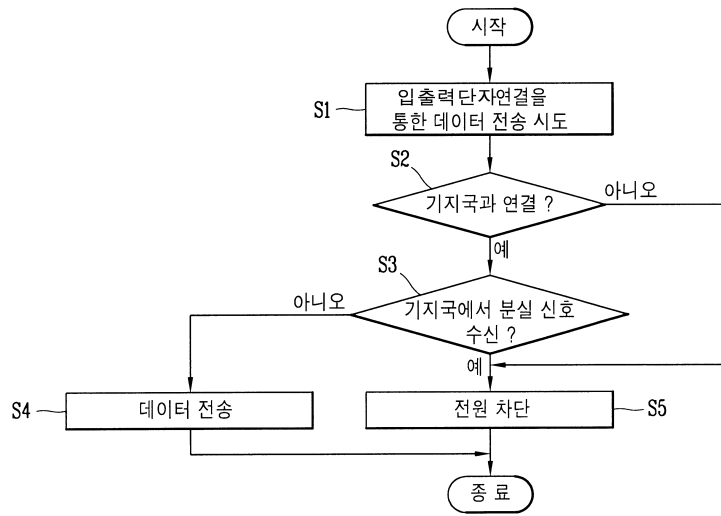 시작
S1
입출력단자연결을
통한 데이터 전송 시도
S2
기지국과 연결 ?
아니오
예
S3
아니오
기지국에서 분실 신호
수신 ?
예
S4
데이터 전송
전원 차단
S5
종 료